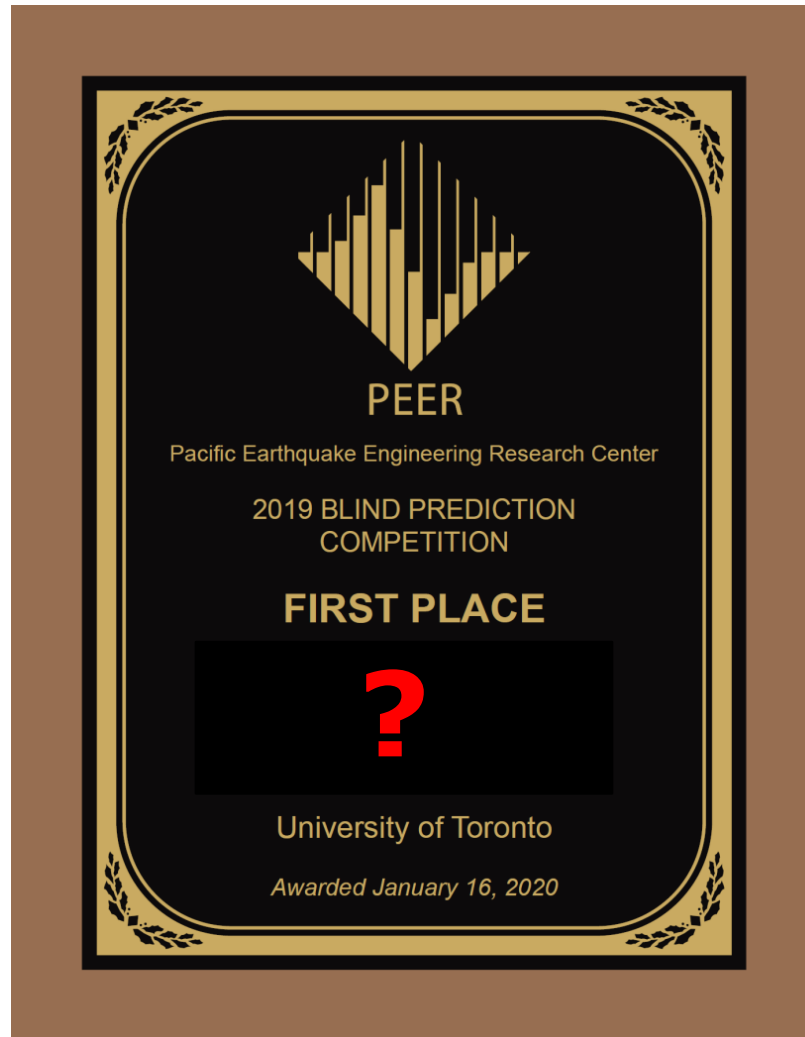 PEER
Pacific Earthquake Engineering Research Center
2019 BLIND PREDICTION
COMPETITION
FIRST PLACE
?
University of Toronto
Awarded January 16, 2020